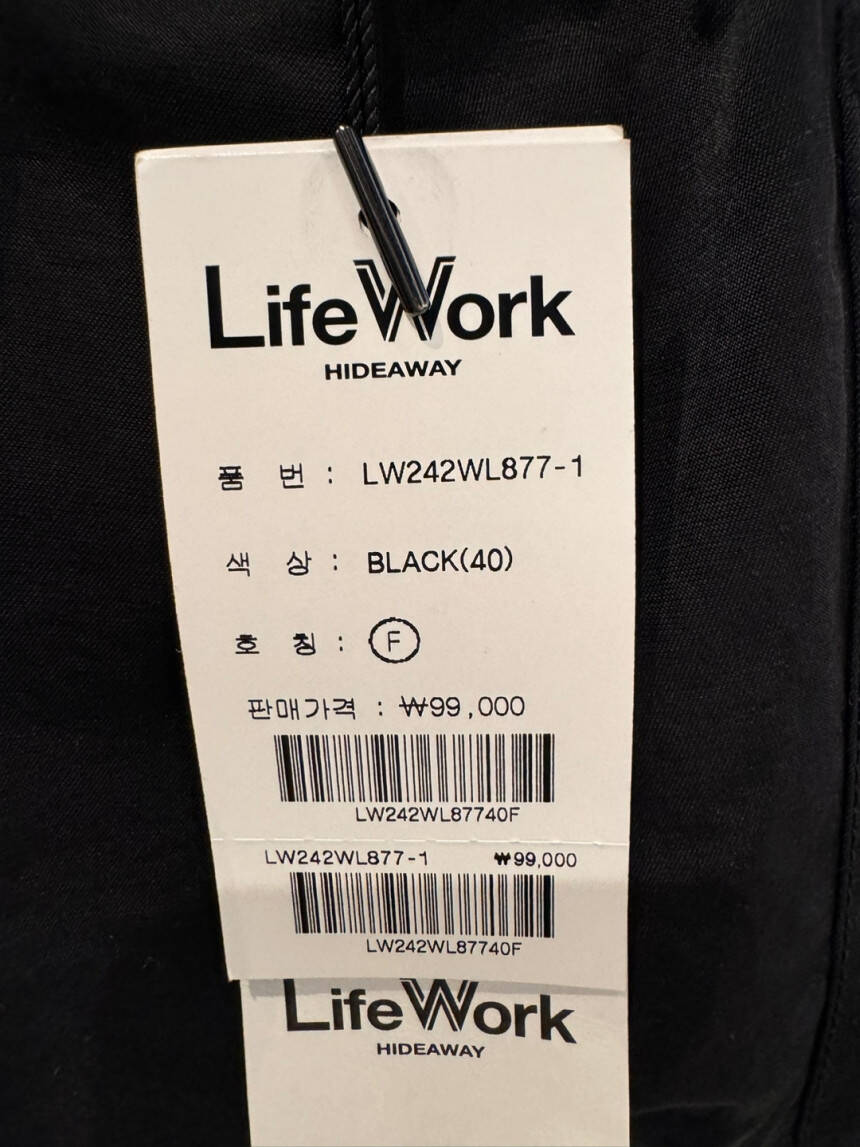 LifeWork
HIDEAWAY
품 번 : LW242WL877-1
색 상 : BLACK(40)
호 칭 : Ⓕ
판매가격 : ₩99,000
LW242WL87740F
LW242WL877-1 ₩99,000
LW242WL87740F
LifeWork
HIDEAWAY